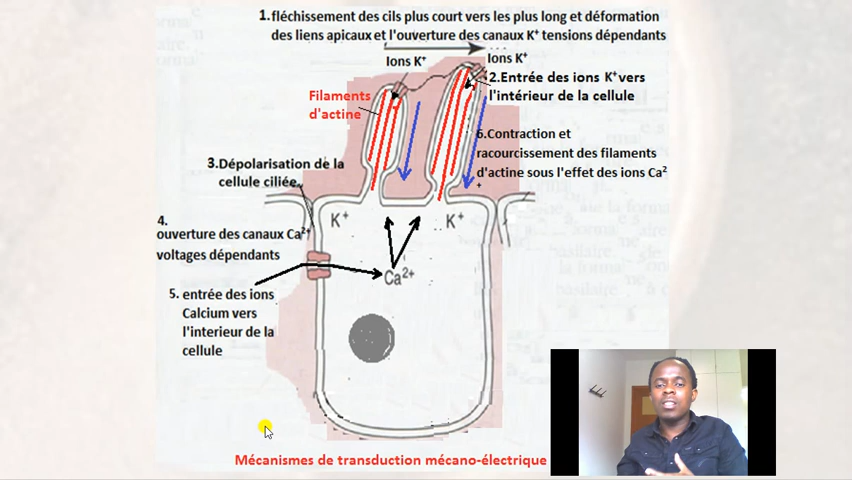 1. fléchissement des cils plus court vers les plus long et déformation
des liens apicaux et l'ouverture des canaux K⁺ tensions dépendants
Ions K⁺
Ions K⁺
2.Entrée des ions K⁺vers
l'intérieur de la cellule
Filaments
d'actine
6.Contraction et
racourcissement des filaments
d'actine sous l'effet des ions Ca²
+
3.Dépolarisation de la
cellule ciliée
4.
ouverture des canaux Ca²⁺
voltages dépendants
K⁺
K⁺
Ca²⁺
5. entrée des ions
Calcium vers
l'interieur de la
cellule
Mécanismes de transduction mécano-électrique